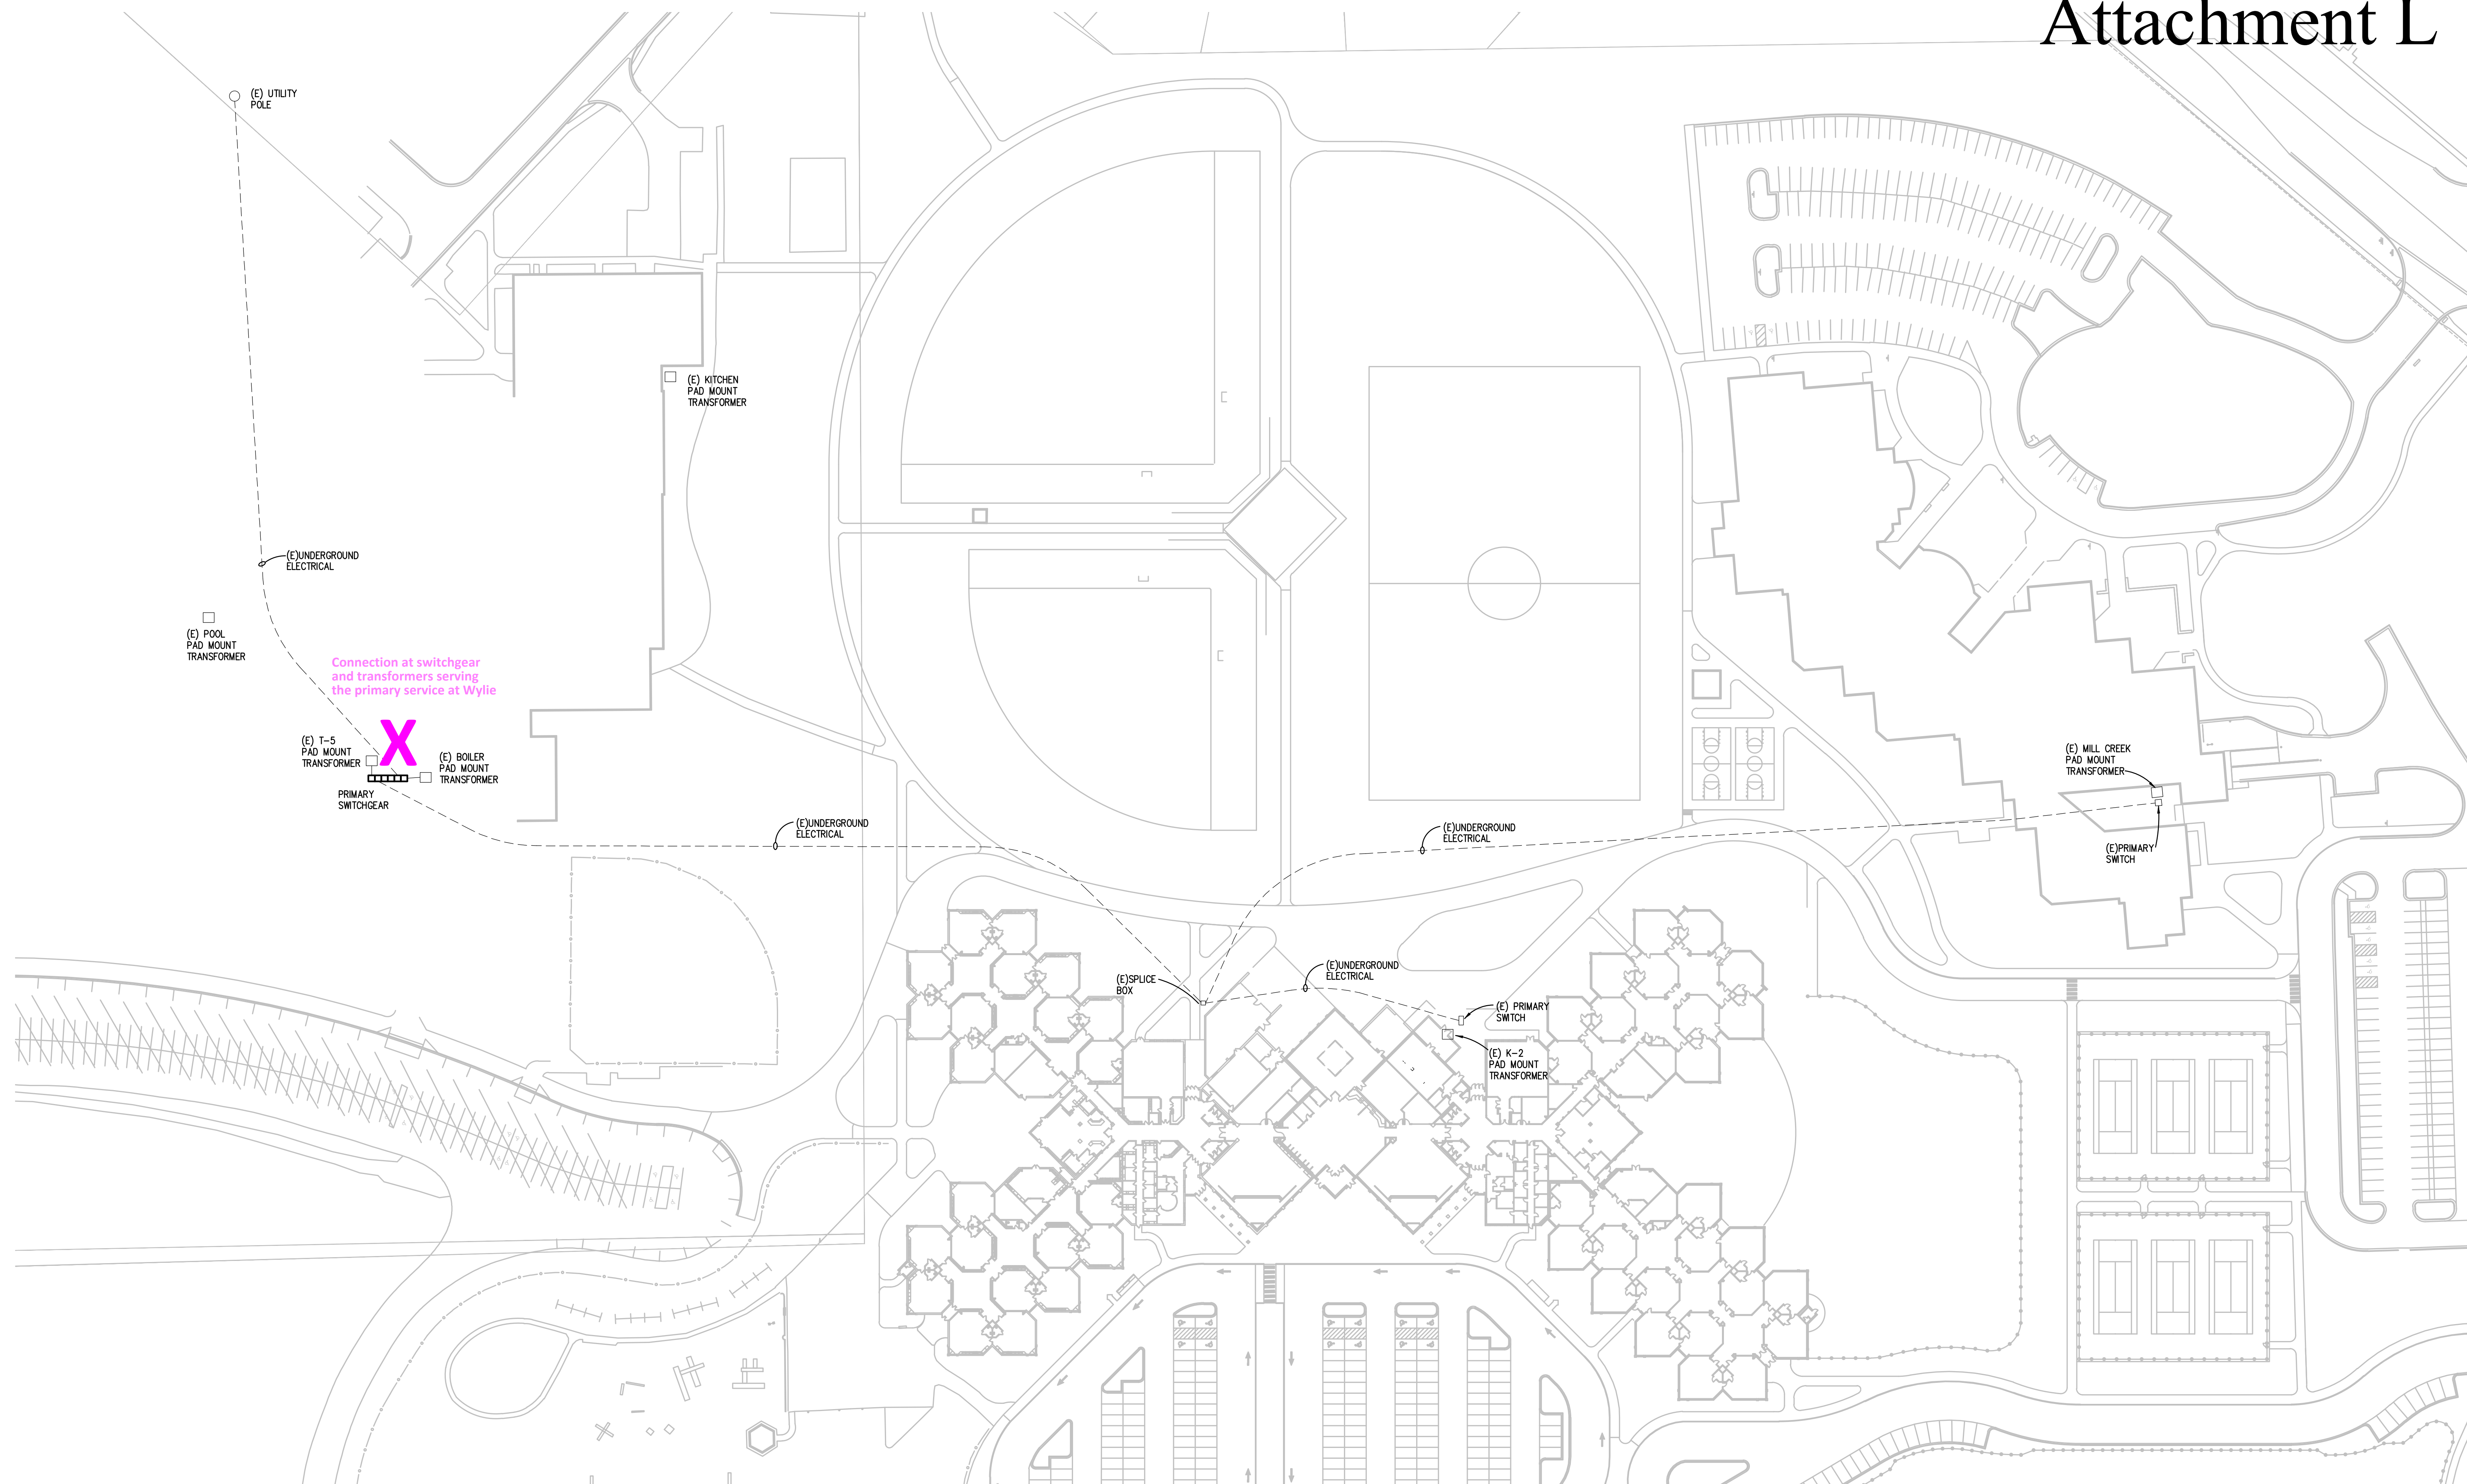 Attachment L
(E) UTILITY
POLE
(E) KITCHEN
PAD MOUNT
TRANSFORMER
(E)UNDERGROUND
ELECTRICAL
(E) POOL
PAD MOUNT
TRANSFORMER
Connection at switchgear
and transformers serving
the primary service at Wylie
X
(E) T-5
PAD MOUNT
TRANSFORMER
(E) BOILER
PAD MOUNT
TRANSFORMER
PRIMARY
SWITCHGEAR
(E)UNDERGROUND
ELECTRICAL
(E)UNDERGROUND
ELECTRICAL
(E) MILL CREEK
PAD MOUNT
TRANSFORMER
(E)PRIMARY
SWITCH
(E)SPLICE
BOX
(E)UNDERGROUND
ELECTRICAL
(E) PRIMARY
SWITCH
(E) K-2
PAD MOUNT
TRANSFORMER